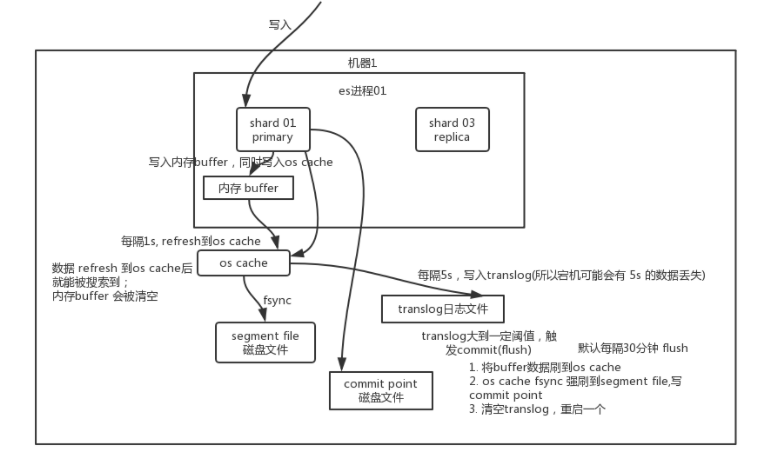 写入
机器1
es进程01
shard 01
primary
shard 03
replica
写入内存buffer，同时写入os cache
内存 buffer
每隔1s, refresh到os cache
os cache
数据 refresh 到os cache后
就能被搜索到；
内存buffer 会被清空
每隔5s，写入translog(所以宕机可能会有 5s 的数据丢失)
fsync
translog日志文件
segment file
磁盘文件
translog大到一定阈值，触
发commit(flush)
默认每隔30分钟 flush
1. 将buffer数据刷到os cache
2. os cache fsync 强刷到segment file,写
commit point
3. 清空translog，重启一个
commit point
磁盘文件